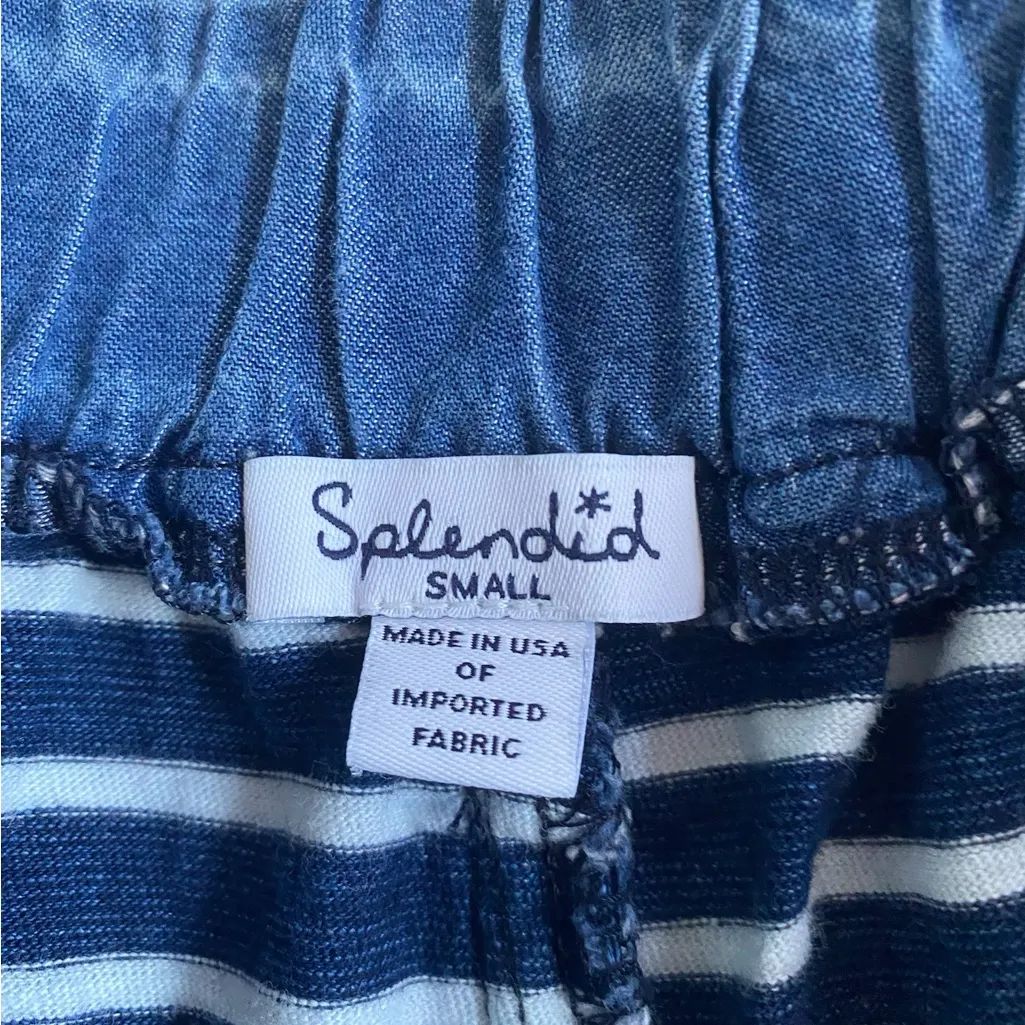 Splendid
SMALL
MADE IN USA
OF
IMPORTED
FABRIC